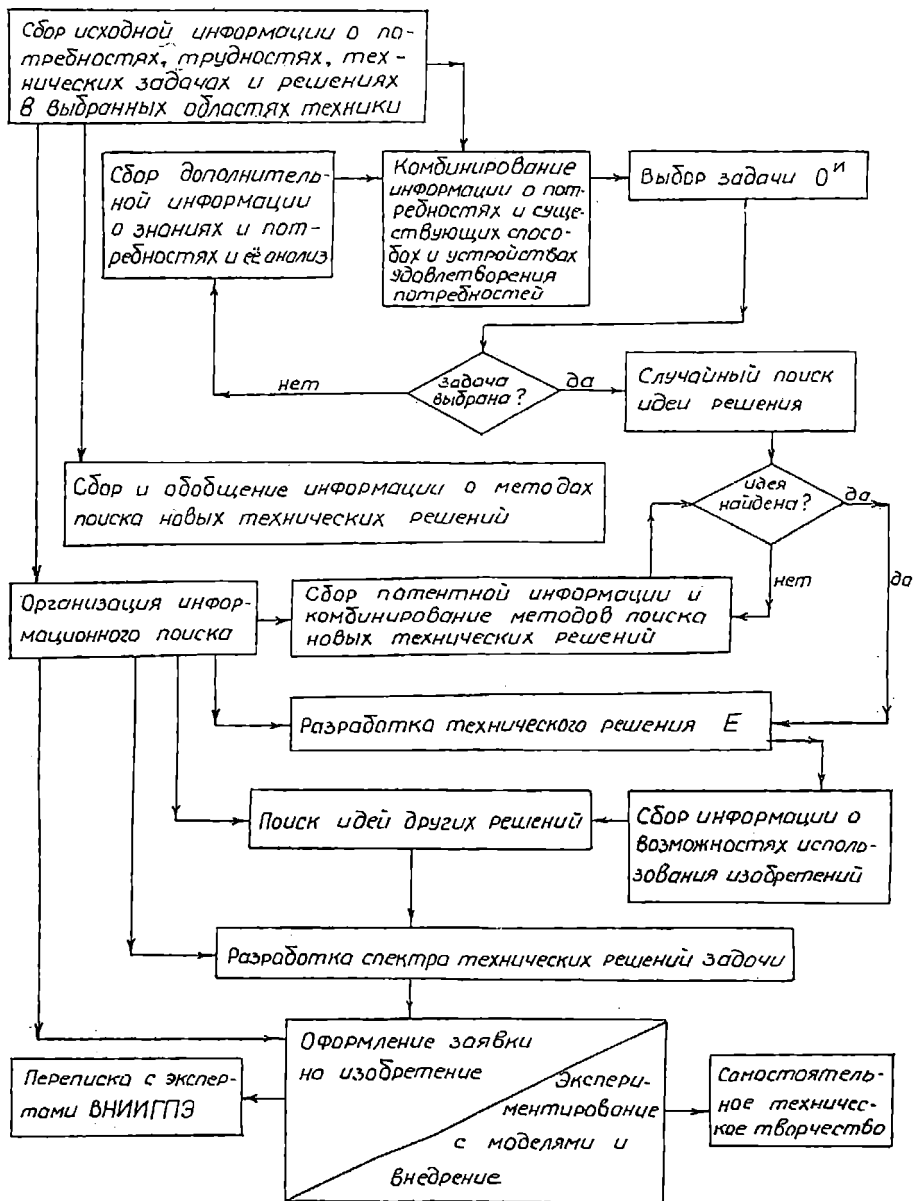 Сбор исходной информации о по-
требностях, трудностях, тех-
нических задачах и решениях
в выбранных областях техники
Сбор дополнитель-
ной информации
о знаниях и пот-
ребностях и её анализ
Комбинирование
информации о пот-
ребностях и суще-
ствующих спосо-
бах и устройствах
удовлетворения
потребностей
Выбор задачи Oᴵᴵ
нет
задача
выбрана?
да
Случайный поиск
идеи решения
Сбор и обобщение информации о методах
поиска новых технических решений
идея
найдена?
да
нет
да
Организация инфор-
мационного поиска
Сбор патентной информации и
комбинирование методов поиска
новых технических решений
Разработка технического решения E
Поиск идей других решений
Сбор информации о
возможностях исполь-
зования изобретений
Разработка спектра технических решений задачи
Оформление заявки
на изобретение
Экспери-
ментирование
с моделями и
внедрение
Переписка с экспер-
тами ВНИИГПЭ
Самостоятель-
ное техничес-
кое творчество